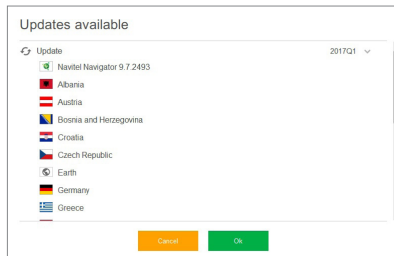 Updates available
Update 2017Q1
Navitel Navigator 9.7.2493
Albania
Austria
Bosnia and Herzegovina
Croatia
Czech Republic
Earth
Germany
Greece
Cancel Ok